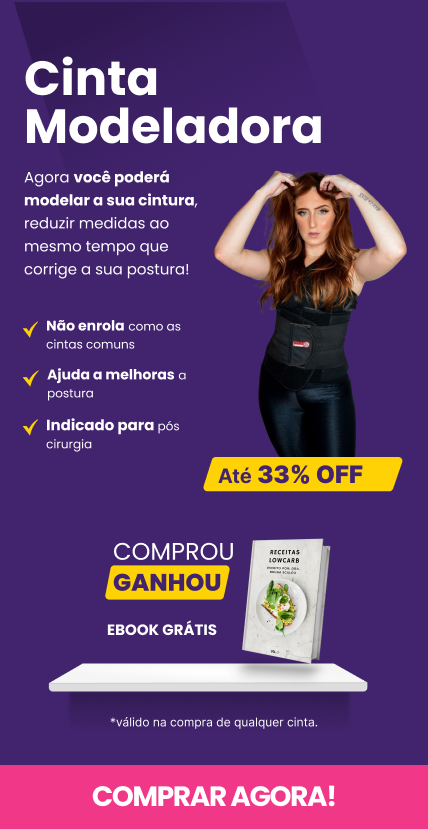 Cinta
Modeladora
Agora você poderá
modelar a sua cintura,
reduzir medidas ao
mesmo tempo que
corrige a sua postura!
Não enrola como as
cintas comuns
Ajuda a melhoras a
postura
Indicado para pós
cirurgia
Até 33% OFF
COMPROU
GANHOU
EBOOK GRÁTIS
RECEITAS
LOWCARB
*válido na compra de qualquer cinta.
COMPRAR AGORA!